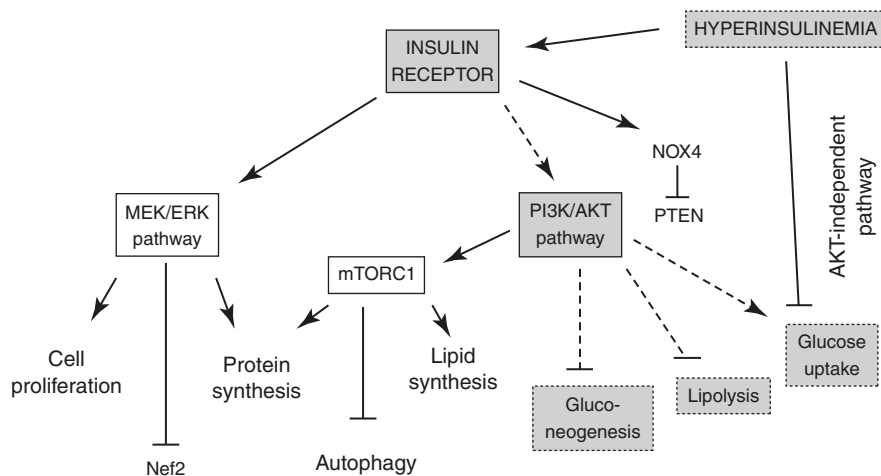 HYPERINSULINEMIA
INSULIN
RECEPTOR
AKT-independent
pathway
NOX4
PTEN
MEK/ERK
pathway
PI3K/AKT
pathway
mTORC1
Cell
proliferation
Protein
synthesis
Lipid
synthesis
Glucose
uptake
Gluco-
neogenesis
Lipolysis
Nef2
Autophagy